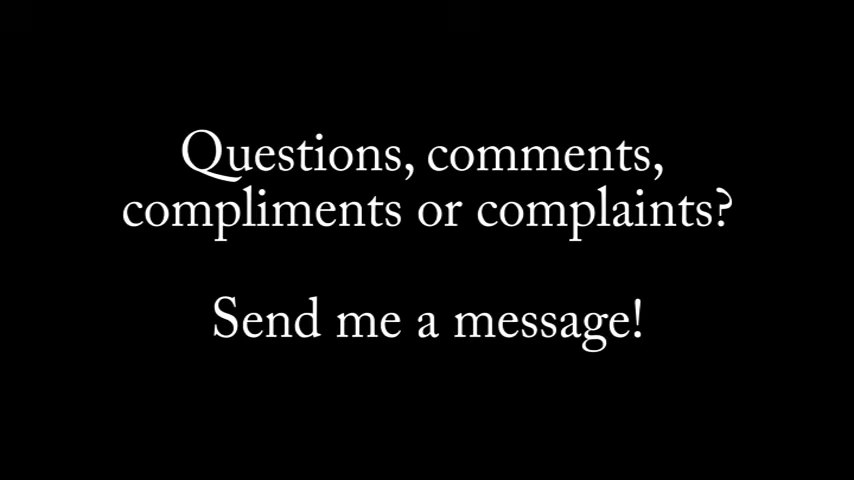 Questions, comments,
compliments or complaints?
Send me a message!